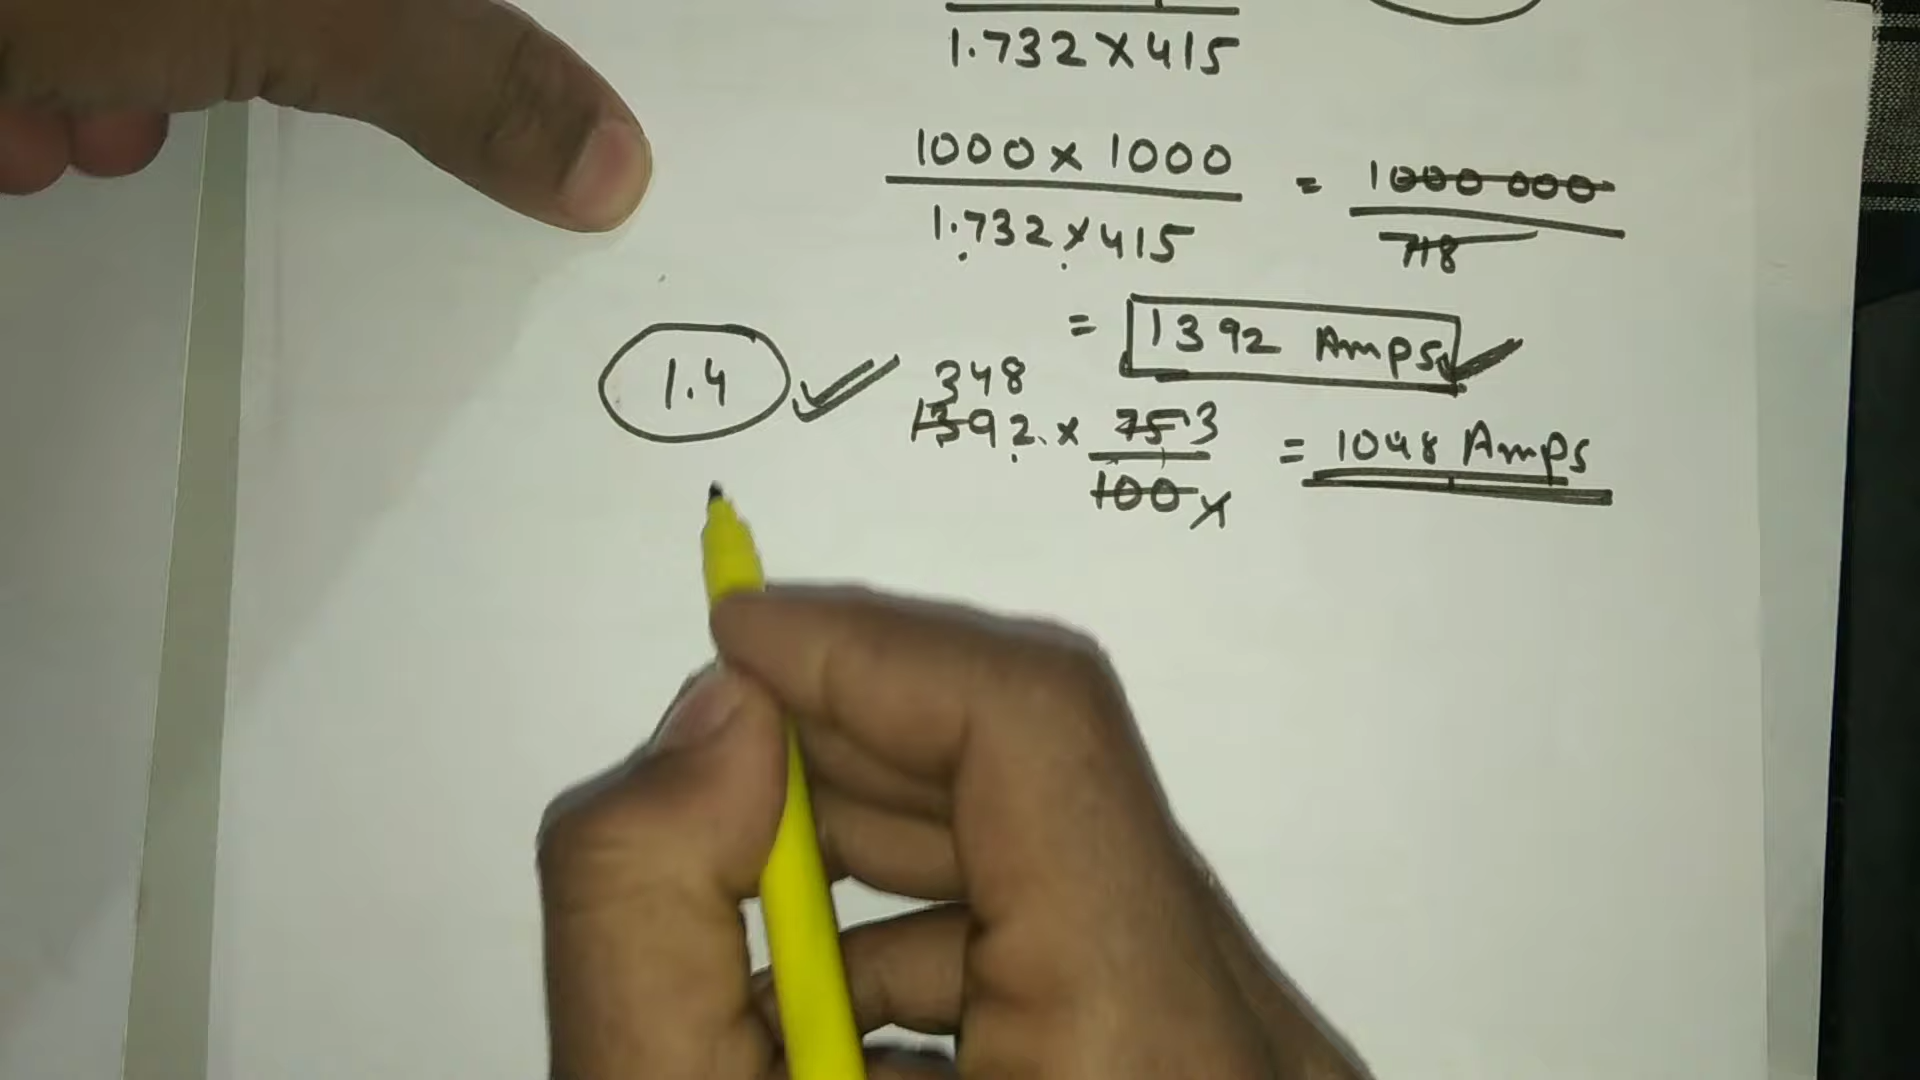 1.732 × 415
1000 × 1000 = 1000 000
1.732 × 415 718
= 1392 Amps
1.4
348
1392 × 75 3 = 1048 Amps
100